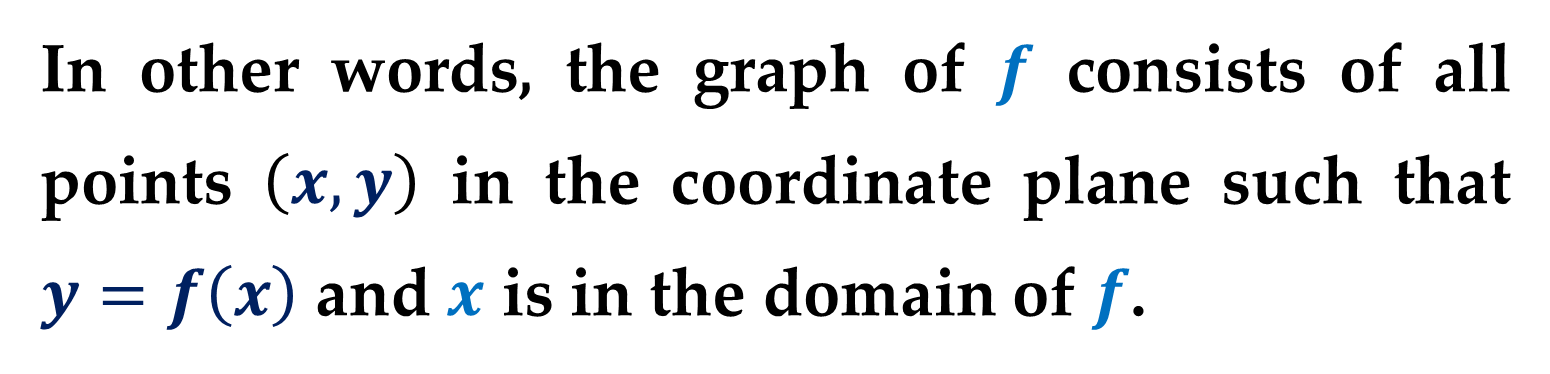 In other words, the graph of f consists of all
points (x, y) in the coordinate plane such that
y = f(x) and x is in the domain of f.